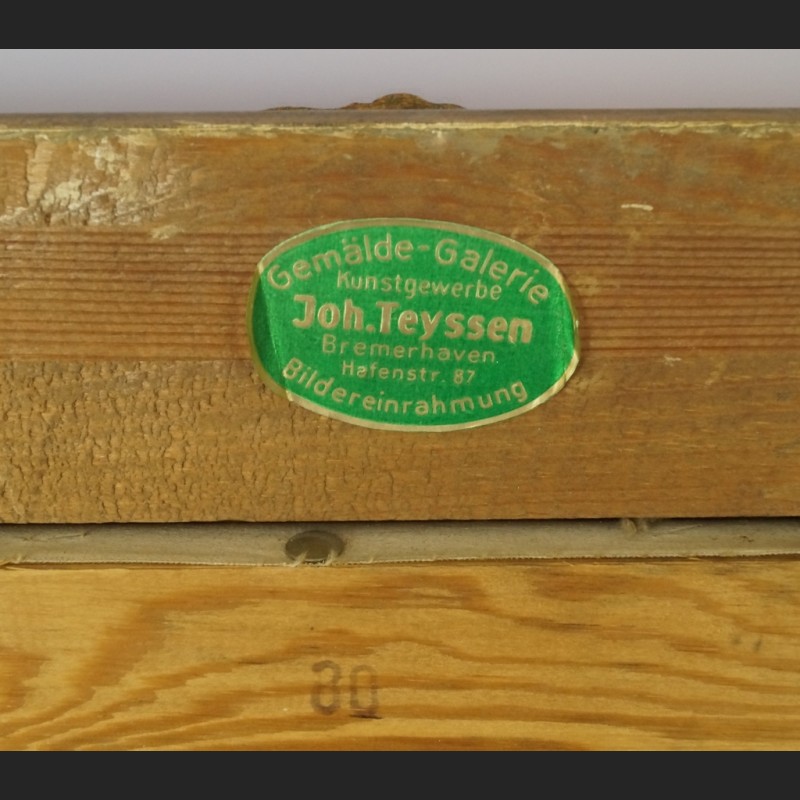 Gemälde-Galerie
Kunstgewerbe
Joh. Teyssen
Bremerhaven.
Hafenstr. 87
Bildereinrahmung
80